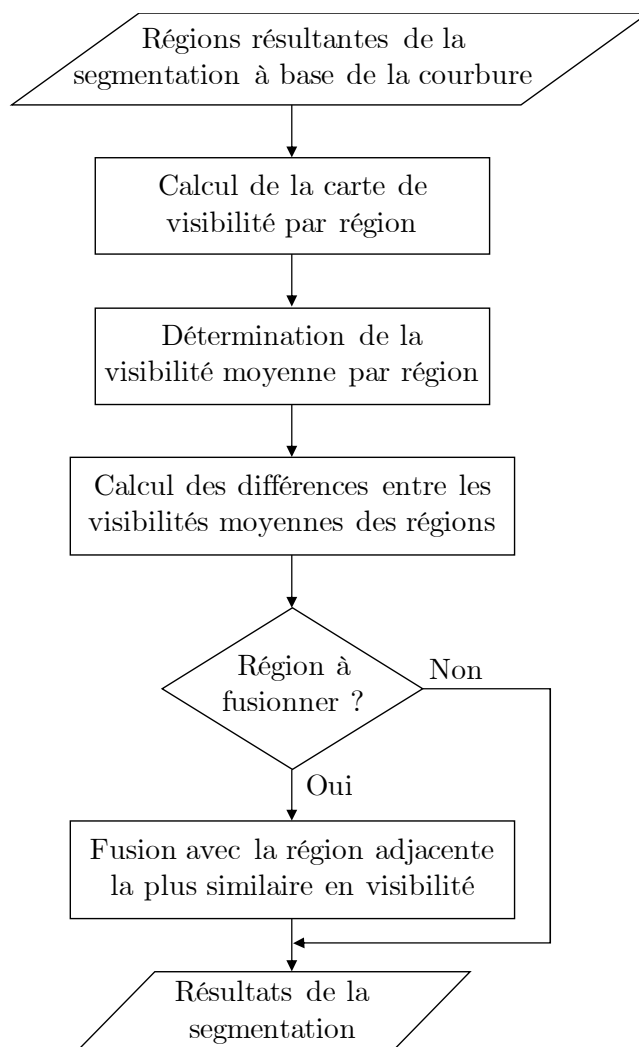 Régions résultantes de la
segmentation à base de la courbure
Calcul de la carte de
visibilité par région
Détermination de la
visibilité moyenne par région
Calcul des différences entre les
visibilités moyennes des régions
Région à
fusionner ?
Non
Oui
Fusion avec la région adjacente
la plus similaire en visibilité
Résultats de la
segmentation